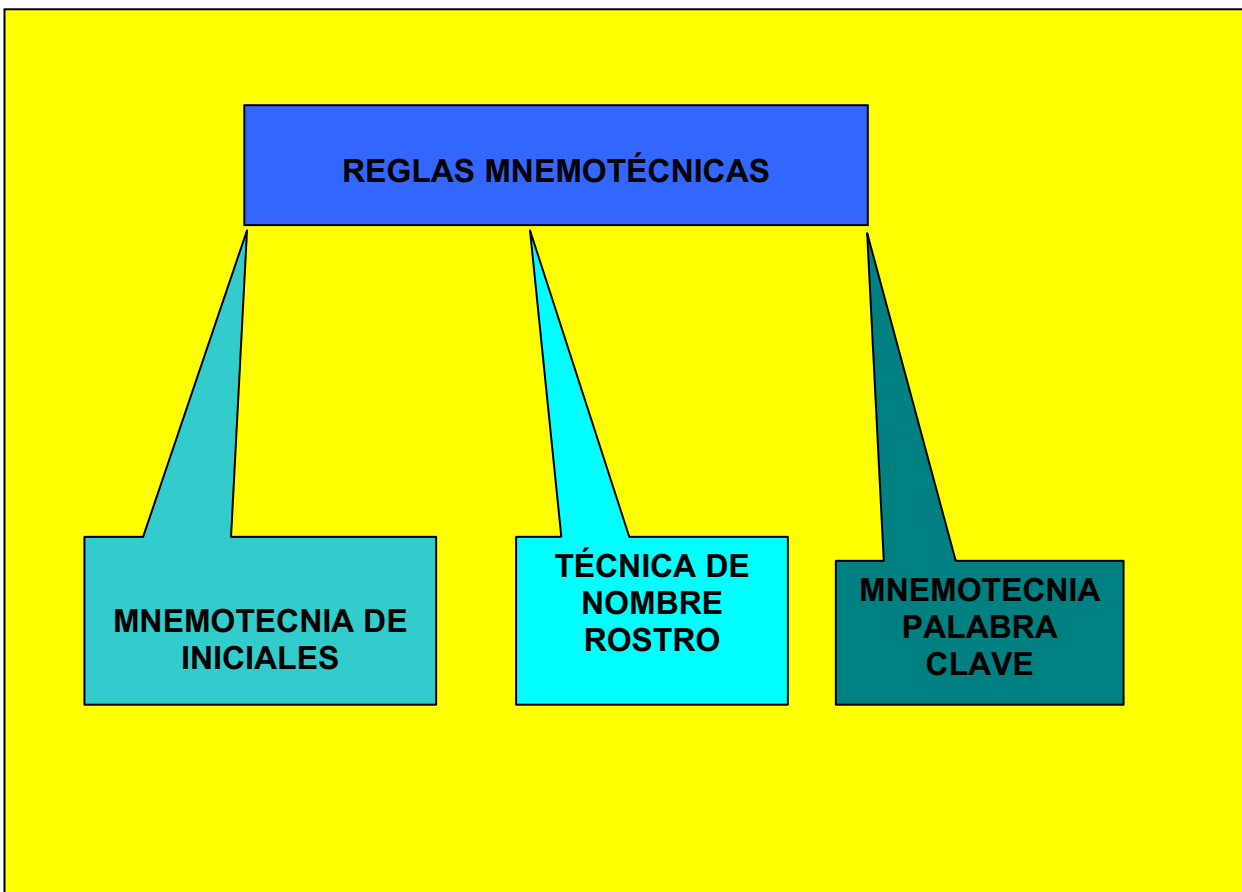 REGLAS MNEMOTÉCNICAS
MNEMOTECNIA DE
INICIALES
TÉCNICA DE
NOMBRE
ROSTRO
MNEMOTECNIA
PALABRA
CLAVE